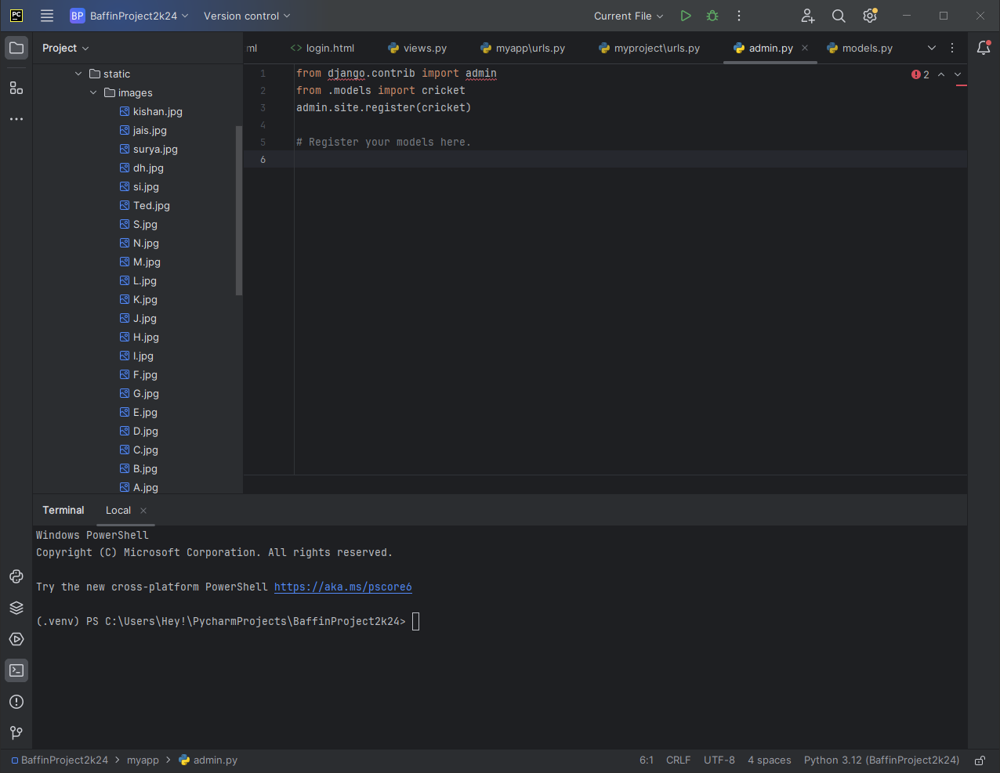 PC BP BaffinProject2k24 Version control Current File
Project
ml <> login.html views.py myapp\urls.py myproject\urls.py admin.py models.py
static
images
kishan.jpg
jais.jpg
surya.jpg
dh.jpg
si.jpg
Ted.jpg
S.jpg
N.jpg
M.jpg
L.jpg
K.jpg
J.jpg
H.jpg
I.jpg
F.jpg
G.jpg
E.jpg
D.jpg
C.jpg
B.jpg
A.jpg
1 from django.contrib import admin
2 from .models import cricket
3 admin.site.register(cricket)
4
5 # Register your models here.
6
2
Terminal Local
Windows PowerShell
Copyright (C) Microsoft Corporation. All rights reserved.
Try the new cross-platform PowerShell https://aka.ms/pscore6
(.venv) PS C:\Users\Hey!\PycharmProjects\BaffinProject2k24>
BaffinProject2k24 > myapp > admin.py 6:1 CRLF UTF-8 4 spaces Python 3.12 (BaffinProject2k24)